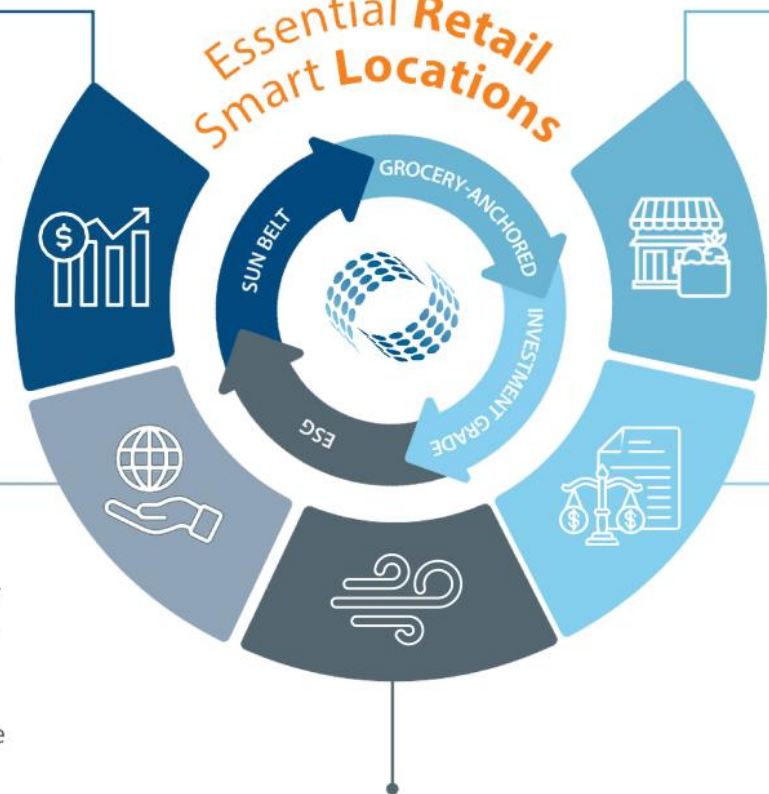 Essential Retail
Smart Locations
SUN BELT
GROCERY-ANCHORED
INVESTMENT GRADE
ESG
$
$
$